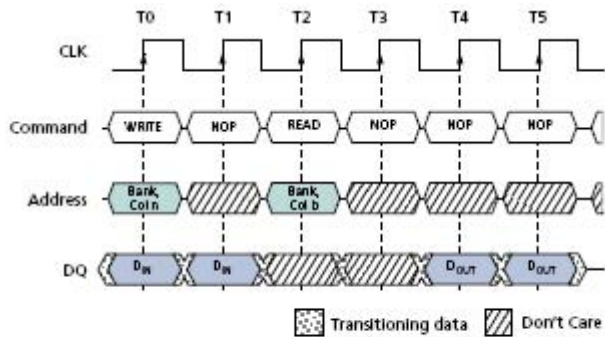 T0 T1 T2 T3 T4 T5
CLK
Command WRITE NOP READ NOP NOP NOP
Address Bank, Col n Bank, Col b
DQ DIN DIN DOUT DOUT
Transitioning data Don't Care